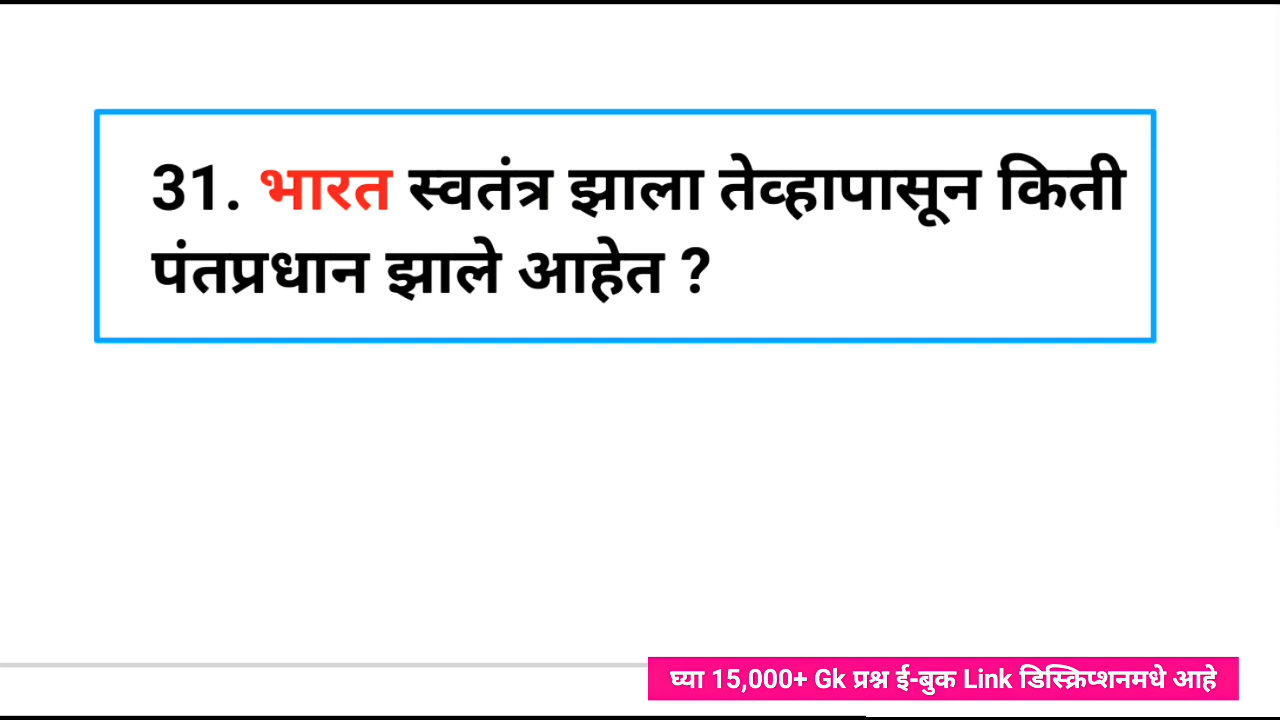 31. भारत स्वतंत्र झाला तेव्हापासून किती
पंतप्रधान झाले आहेत ?
घ्या 15,000+ Gk प्रश्न ई-बुक Link डिस्क्रिप्शनमधे आहे